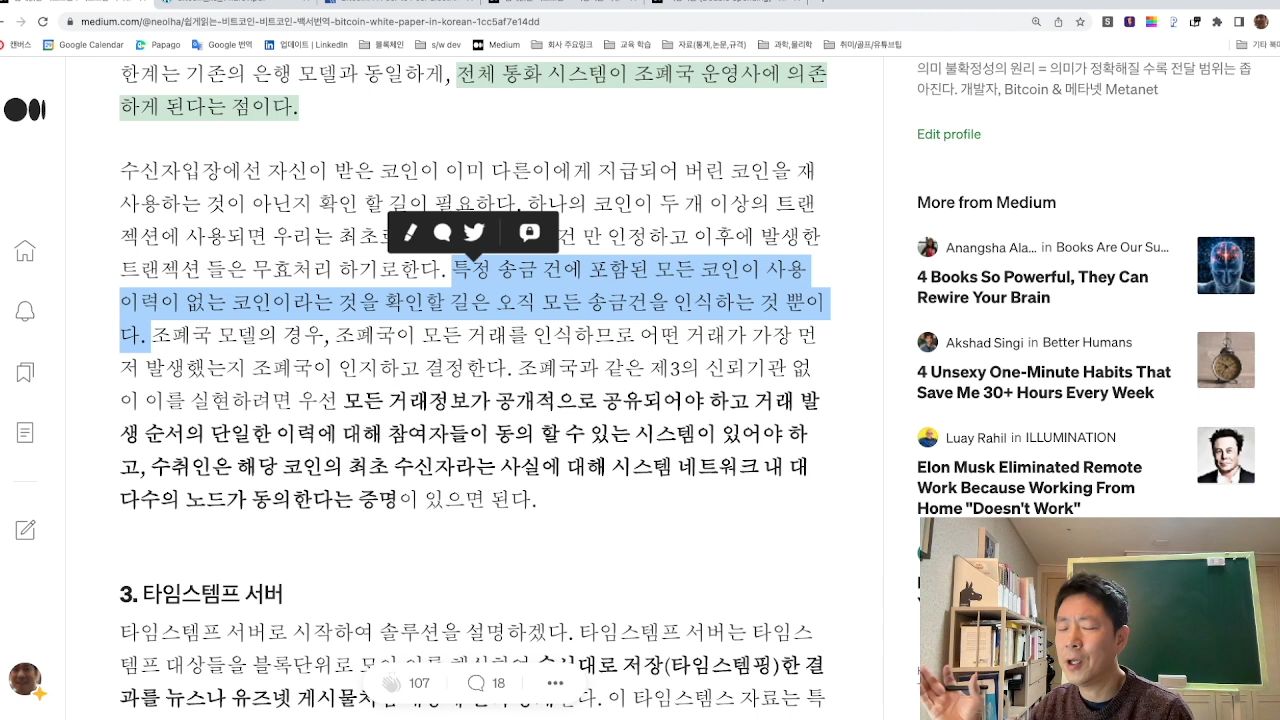 medium.com/@neolha/쉽게읽는-비트코인-비트코인-백서번역-bitcoin-white-paper-in-korean-1cc5af7e14dd
캔버스 Google Calendar Papago Google 번역 업데이트 | LinkedIn 블록체인 s/w dev Medium 회사 주요링크 교육 학습 자료(통계,논문,규격) 과학,물리학 취미/골프/유튜브팁 기타 북마
한계는 기존의 은행 모델과 동일하게, 전체 통화 시스템이 조폐국 운영사에 의존
하게 된다는 점이다.
수신자입장에선 자신이 받은 코인이 이미 다른이에게 지급되어 버린 코인을 재
사용하는 것이 아닌지 확인 할 길이 필요하다. 하나의 코인이 두 개 이상의 트랜
젝션에 사용되면 우리는 건 만 인정하고 이후에 발생한
트랜젝션 들은 무효처리 하기로한다. 특정 송금 건에 포함된 모든 코인이 사용
이력이 없는 코인이라는 것을 확인할 길은 오직 모든 송금건을 인식하는 것 뿐이
다. 조폐국 모델의 경우, 조폐국이 모든 거래를 인식하므로 어떤 거래가 가장 먼
저 발생했는지 조폐국이 인지하고 결정한다. 조폐국과 같은 제3의 신뢰기관 없
이 이를 실현하려면 우선 모든 거래정보가 공개적으로 공유되어야 하고 거래 발
생 순서의 단일한 이력에 대해 참여자들이 동의 할 수 있는 시스템이 있어야 하
고, 수취인은 해당 코인의 최초 수신자라는 사실에 대해 시스템 네트워크 내 대
다수의 노드가 동의한다는 증명이 있으면 된다.
3. 타임스템프 서버
타임스템프 서버로 시작하여 솔루션을 설명하겠다. 타임스템프 서버는 타임스
템프 대상들을 블록단위로 순서대로 저장(타임스템핑)한 결
과를 뉴스나 유즈넷 게시물처 다. 이 타임스템스 자료는 특
107 18
의미 불확정성의 원리 = 의미가 정확해질 수록 전달 범위는 좁
아진다. 개발자, Bitcoin & 메타넷 Metanet
Edit profile
More from Medium
Anangsha Ala... in Books Are Our Su...
4 Books So Powerful, They Can
Rewire Your Brain
Akshad Singi in Better Humans
4 Unsexy One-Minute Habits That
Save Me 30+ Hours Every Week
Luay Rahil in ILLUMINATION
Elon Musk Eliminated Remote
Work Because Working From
Home "Doesn't Work"